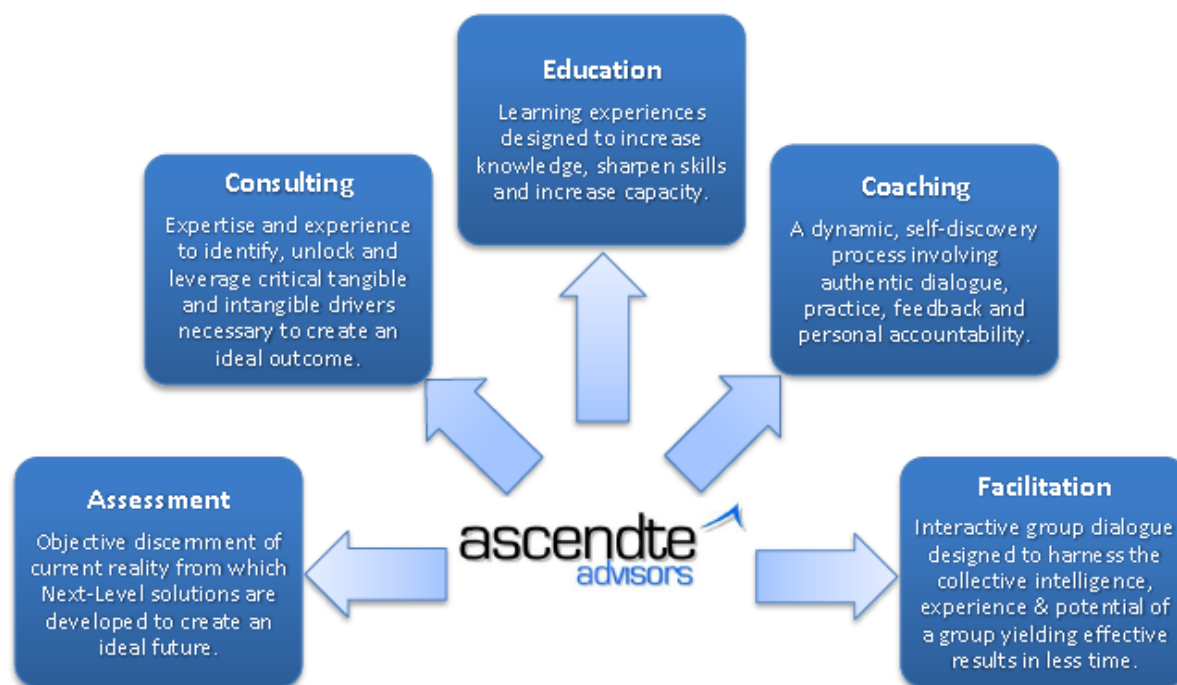 Education
Learning experiences
designed to increase
knowledge, sharpen skills
and increase capacity.
Consulting
Expertise and experience
to identify, unlock and
leverage critical tangible
and intangible drivers
necessary to create an
ideal outcome.
Coaching
A dynamic, self-discovery
process involving
authentic dialogue,
practice, feedback and
personal accountability.
Assessment
Objective discernment of
current reality from which
Next-Level solutions are
developed to create an
ideal future.
ascendte
advisors
Facilitation
Interactive group dialogue
designed to harness the
collective intelligence,
experience & potential of
a group yielding effective
results in less time.